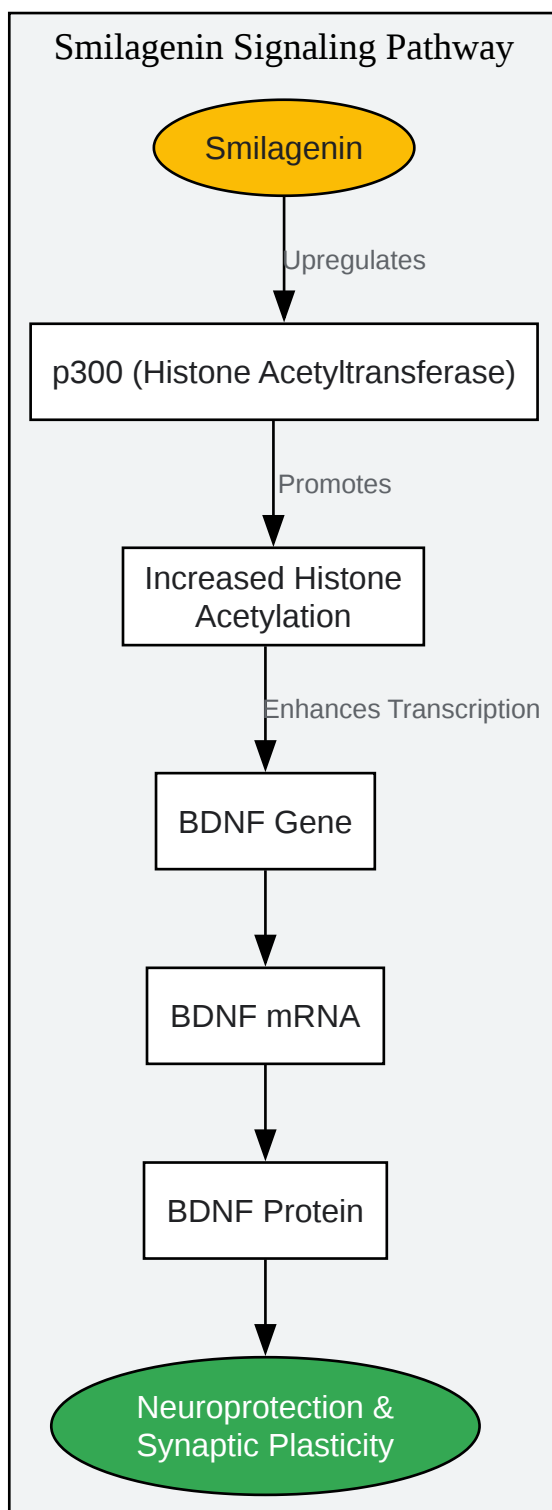 Smilagenin Signaling Pathway
Smilagenin
Upregulates
p300 (Histone Acetyltransferase)
Promotes
Increased Histone
Acetylation
Enhances Transcription
BDNF Gene
BDNF mRNA
BDNF Protein
Neuroprotection &
Synaptic Plasticity